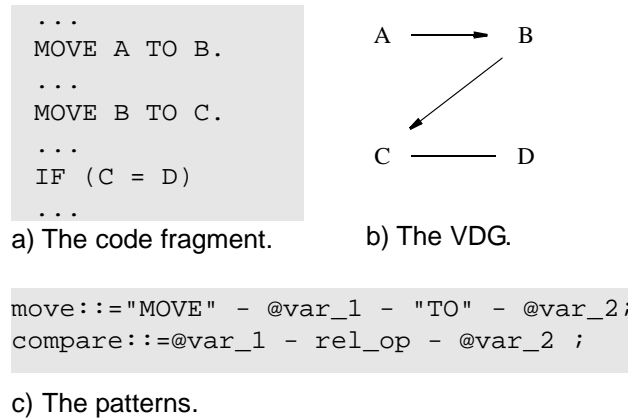 ...
MOVE A TO B.
...
MOVE B TO C.
...
IF (C = D)
...
a) The code fragment.
A B
C D
b) The VDG.
move::="MOVE" - @var_1 - "TO" - @var_2;
compare::=@var_1 - rel_op - @var_2 ;
c) The patterns.